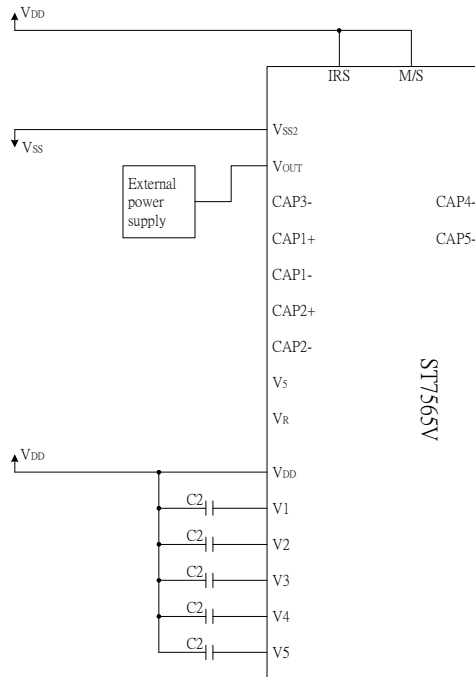 VDD
IRS M/S
VSS2
VSS
VOUT
External
power
supply
CAP3- CAP4-
CAP1+ CAP5-
CAP1-
CAP2+
CAP2-
V5
VR
ST7565V
VDD
VDD
C2 V1
C2 V2
C2 V3
C2 V4
C2 V5